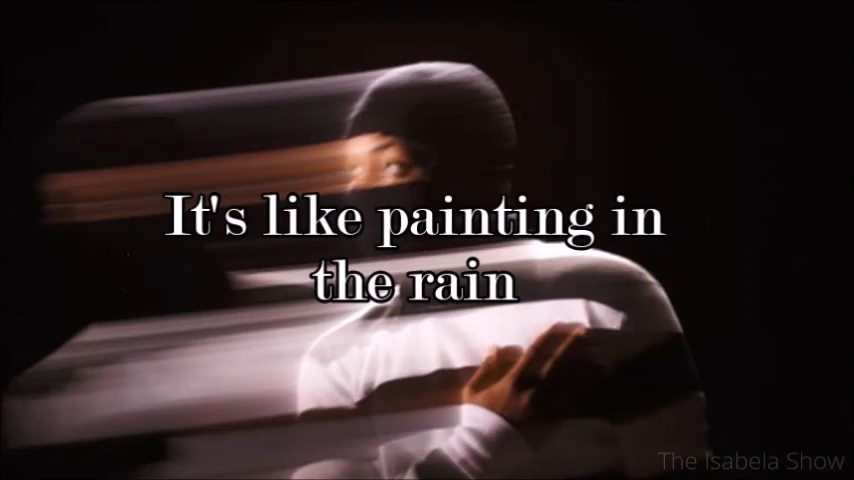 It's like painting in
the rain
The Isabela Show